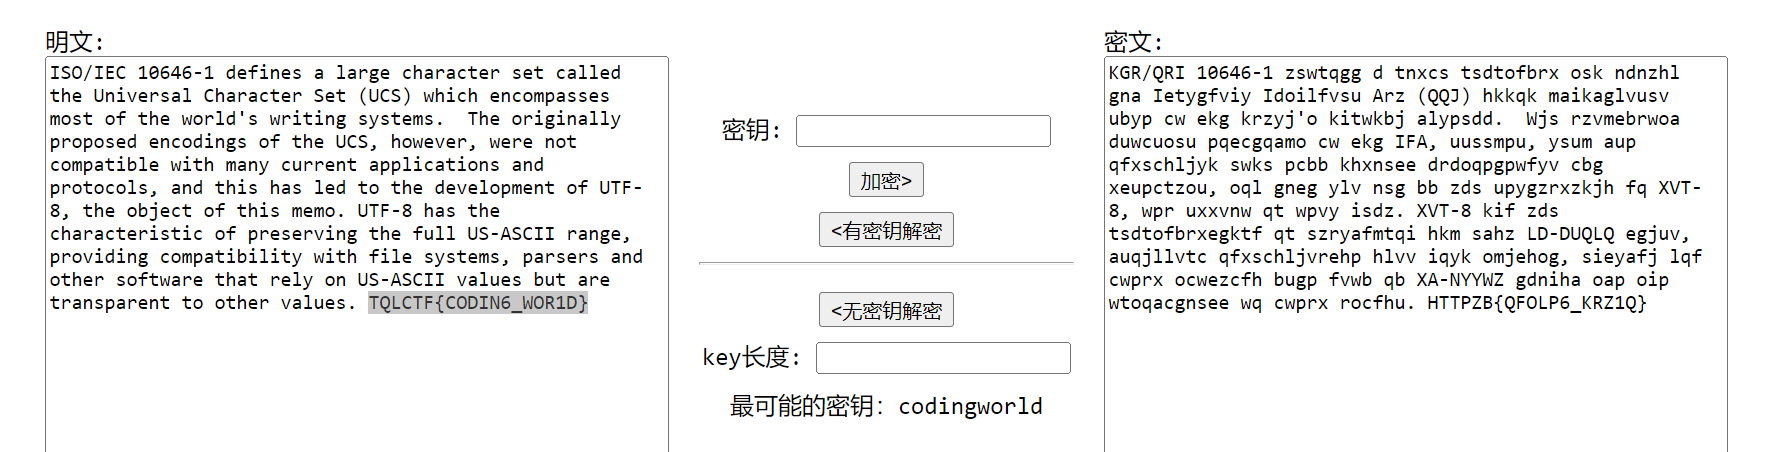 明文:
ISO/IEC 10646-1 defines a large character set called
the Universal Character Set (UCS) which encompasses
most of the world's writing systems.  The originally
proposed encodings of the UCS, however, were not
compatible with many current applications and
protocols, and this has led to the development of UTF-
8, the object of this memo. UTF-8 has the
characteristic of preserving the full US-ASCII range,
providing compatibility with file systems, parsers and
other software that rely on US-ASCII values but are
transparent to other values. TQLCTF{CODIN6_WOR1D}
密钥:
加密>
<有密钥解密
<无密钥解密
key长度:
最可能的密钥: codingworld
密文:
KGR/QRI 10646-1 zswtqgg d tnxcs tsdtofbrx osk ndnzhl
gna Ietygfviy Idoilfvsu Arz (QQJ) hkkqk maikaglvusv
ubyp cw ekg krzyj'o kitwkbj alypsdd.  Wjs rzvmebrwoa
duwcuosu pqecgqamo cw ekg IFA, uussmpu, ysum aup
qfxschljyk swks pcbb khxnsee drdoqpgpwfyv cbg
xeupctzou, oql gneg ylv nsg bb zds upygzrxzkjh fq XVT-
8, wpr uxxvnw qt wpvy isdz. XVT-8 kif zds
tsdtofbrxegktf qt szryafmtqi hkm sahz LD-DUQLQ egjuv,
auqjllvtc qfxschljvrehp hlvv iqyk omjehog, sieyafj lqf
cwprx ocwezcfh bugp fvwb qb XA-NYYWZ gdniha oap oip
wtoqacgnsee wq cwprx rocfhu. HTTPZB{QFOLP6_KRZ1Q}